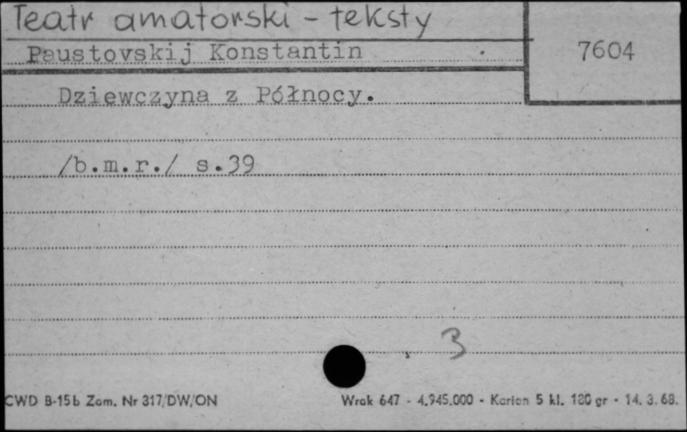 Teatr amatorski - teksty
Paustovskij Konstantin
7604
Dziewczyna z Północy.
/b.m.r./ s.39
3
CWD B-15b Zam. Nr 317/DW/ON
Wrak 647 - 4.945.000 - Karton 5 kl. 180 gr - 14. 3. 68.